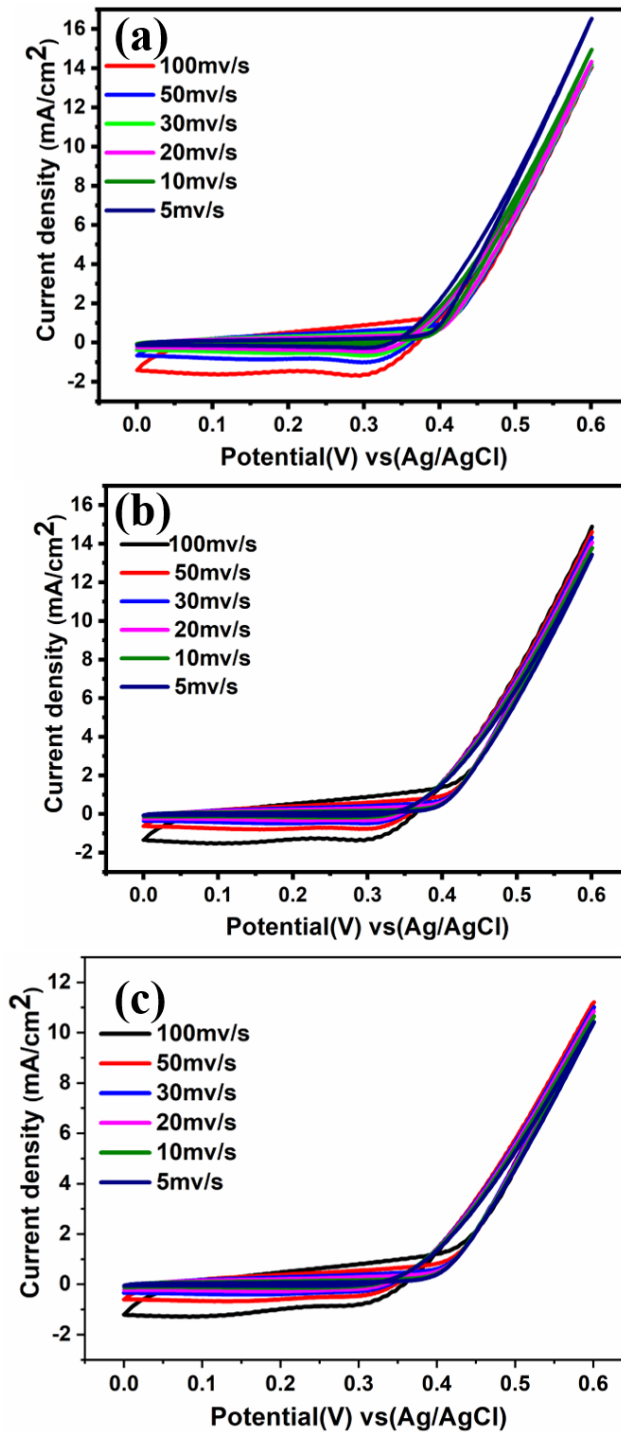 (a)
100mv/s
50mv/s
30mv/s
20mv/s
10mv/s
5mv/s
Current density (mA/cm2)
16
14
12
10
8
6
4
2
0
-2
0.0 0.1 0.2 0.3 0.4 0.5 0.6
Potential(V) vs(Ag/AgCl)
(b)
100mv/s
50mv/s
30mv/s
20mv/s
10mv/s
5mv/s
Current density (mA/cm2)
16
14
12
10
8
6
4
2
0
-2
0.0 0.1 0.2 0.3 0.4 0.5 0.6
Potential(V) vs(Ag/AgCl)
(c)
100mv/s
50mv/s
30mv/s
20mv/s
10mv/s
5mv/s
Current density (mA/cm2)
12
10
8
6
4
2
0
-2
0.0 0.1 0.2 0.3 0.4 0.5 0.6
Potential(V) vs(Ag/AgCl)